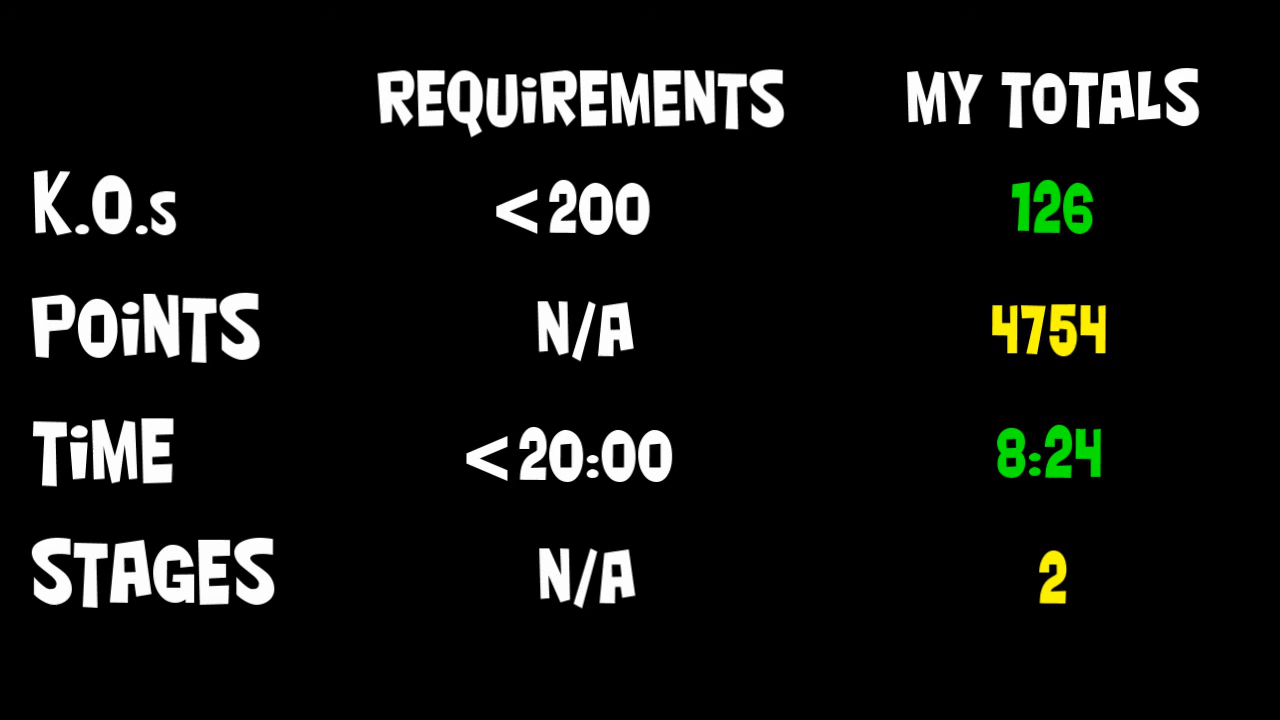 REQUiREMENTS MY TOTALS
K.O.s <200 126
POiNTS N/A 4754
TiME <20:00 8:24
STAGES N/A 2